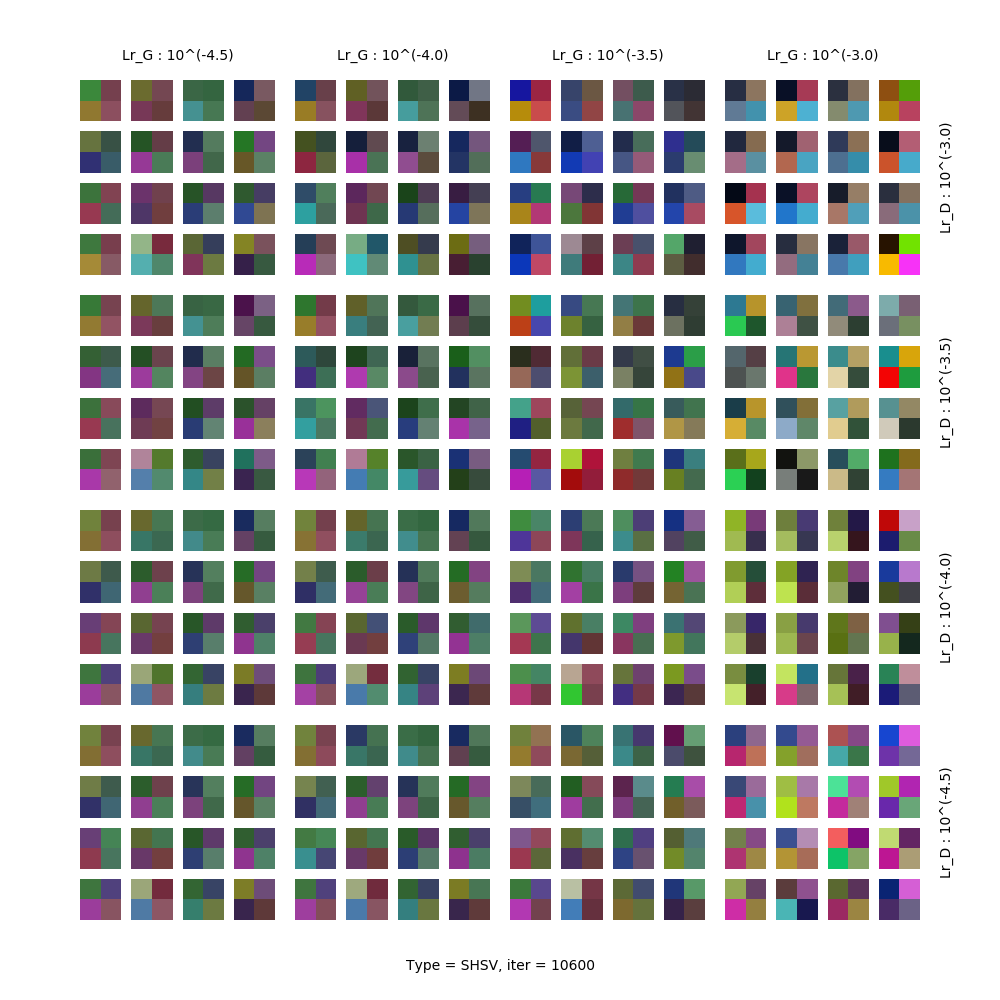 Lr_G : 10^(-4.5)
Lr_G : 10^(-4.0)
Lr_G : 10^(-3.5)
Lr_G : 10^(-3.0)
Lr_D : 10^(-3.0)
Lr_D : 10^(-3.5)
Lr_D : 10^(-4.0)
Lr_D : 10^(-4.5)
Type = SHSV, iter = 10600